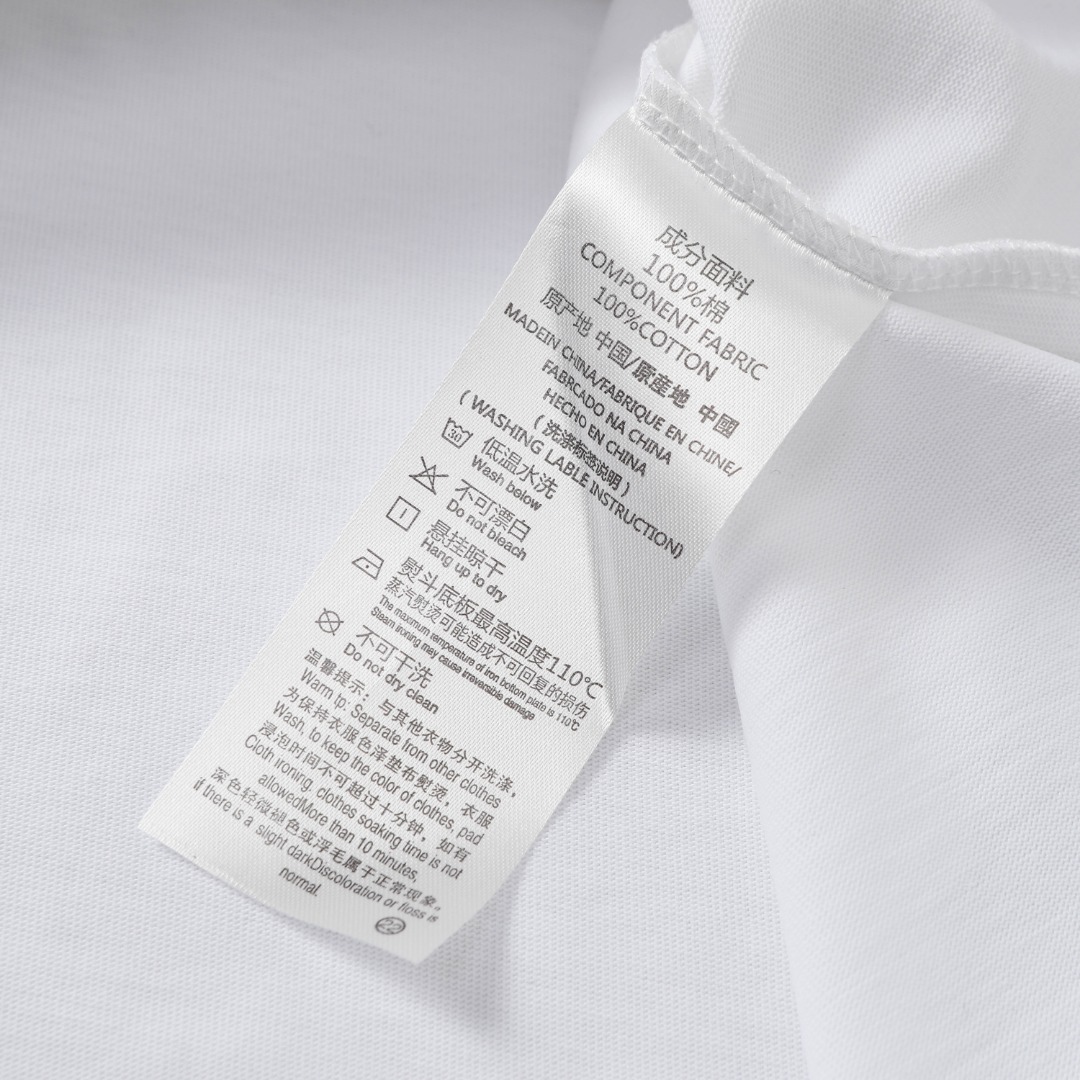 成分面料
100%棉
COMPONENT FABRIC
100%COTTON
原产地 中国/原産地 中國
MADEIN CHINA/FABRIQUE EN CHINE/
FABRCADO NA CHINA
HECHO EN CHINA
(洗涤标签说明)
(WASHING LABLE INSTRUCTION)
30
低温水洗
Wash below
不可漂白
Do not bleach
悬挂晾干
Hang up to dry
熨斗底板最高温度110℃
蒸汽熨烫可能造成不可回复的损伤
The maximum temperature of iron bottom plate is 110℃
Steam ironing may cause irreversible damage
不可干洗
Do not dry clean
温馨提示：与其他衣物分开洗涤，
Warm tp: Separate from other clothes
为保持衣服色泽垫布熨烫，衣服
Wash, to keep the color of clothes, pad
浸泡时间不可超过十分钟，如有
Cloth ironing, clothes soaking time is not
allowedMore than 10 minutes,
深色轻微褪色或浮毛属于正常现象。
if there is a slight darkDiscoloration or floss is
normal.
22